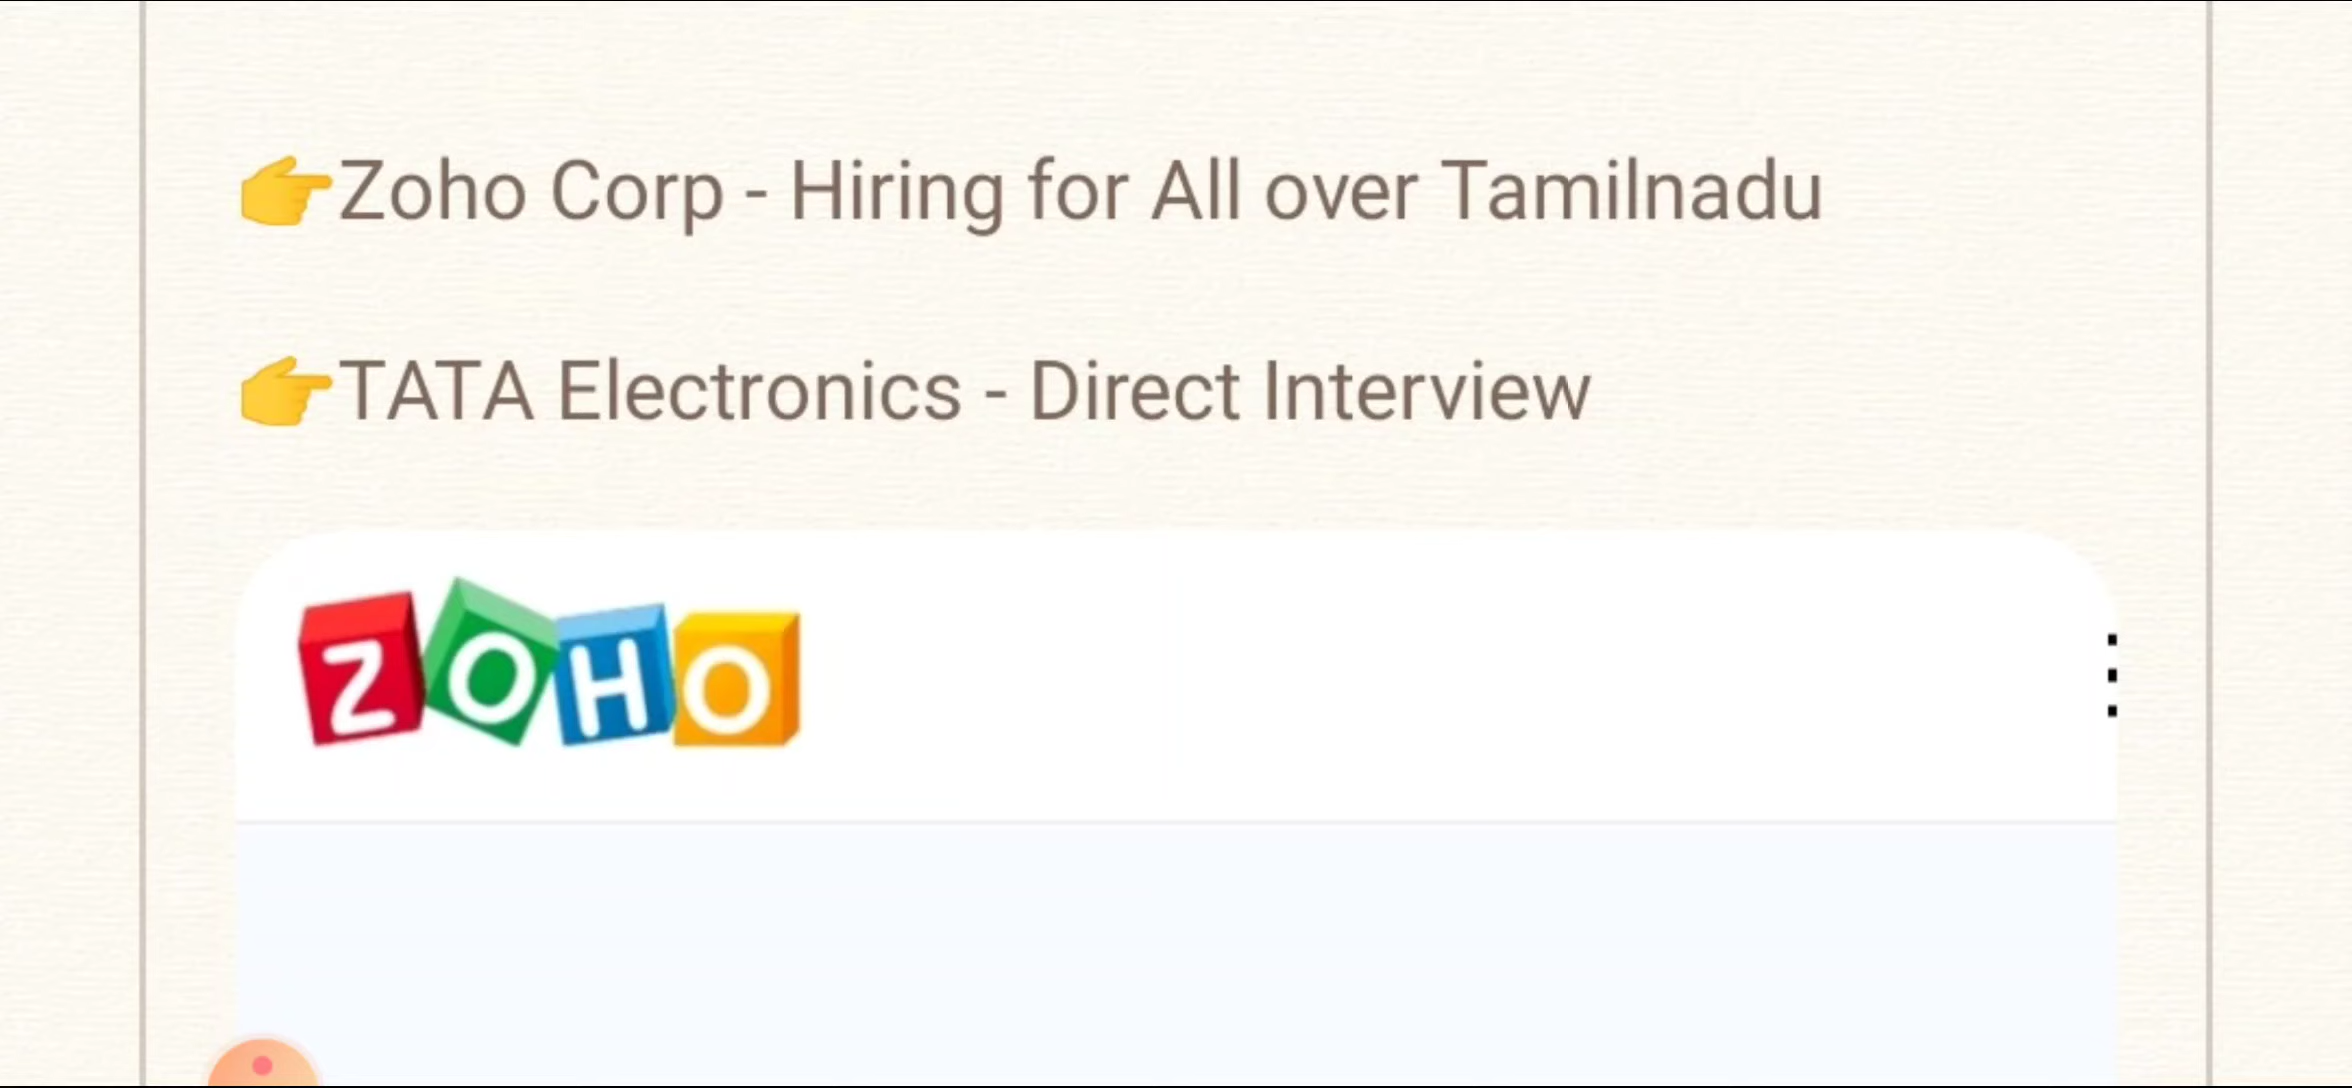 👉Zoho Corp - Hiring for All over Tamilnadu
👉TATA Electronics - Direct Interview
ZOHO